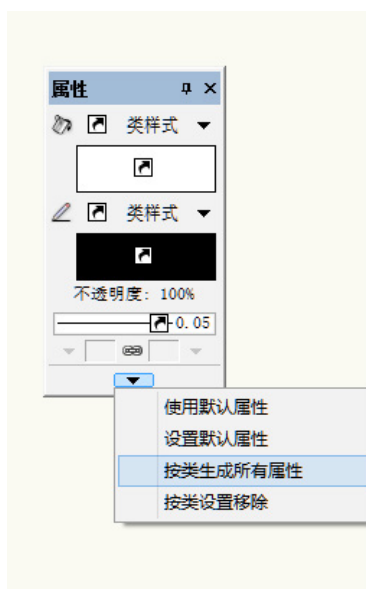 属性
类样式
类样式
不透明度: 100%
0.05
使用默认属性
设置默认属性
按类生成所有属性
按类设置移除